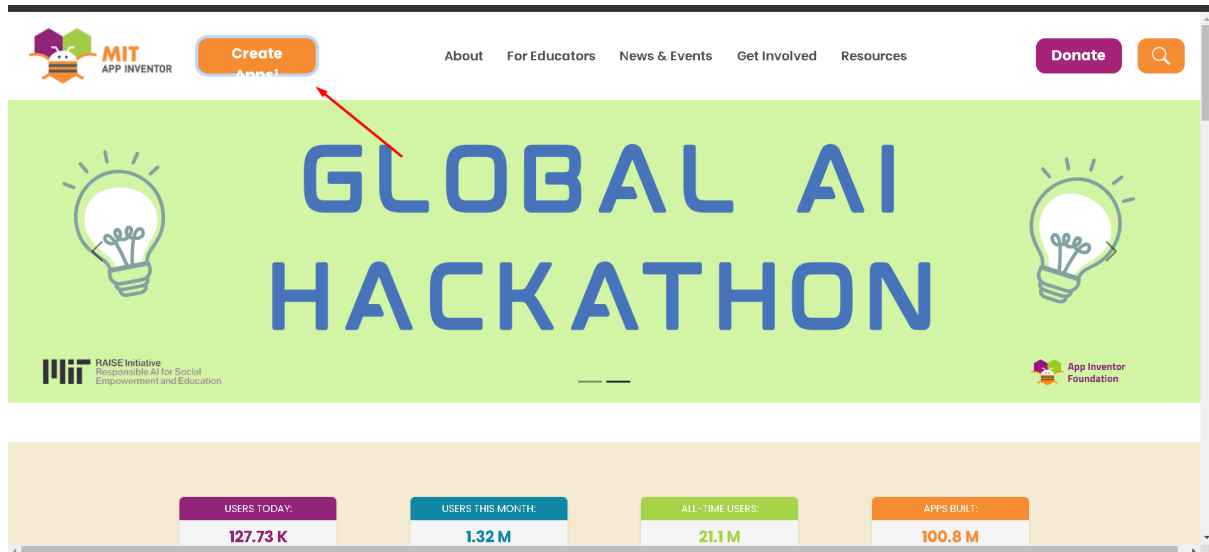 MIT
APP INVENTOR
Create
Apps!
About For Educators News & Events Get Involved Resources
Donate
GLOBAL AI
HACKATHON
RAISE Initiative
Responsible AI for Social
Empowerment and Education
App Inventor
Foundation
USERS TODAY: USERS THIS MONTH: ALL-TIME USERS: APPS BUILT:
127.73 K 1.32 M 21.1 M 100.8 M